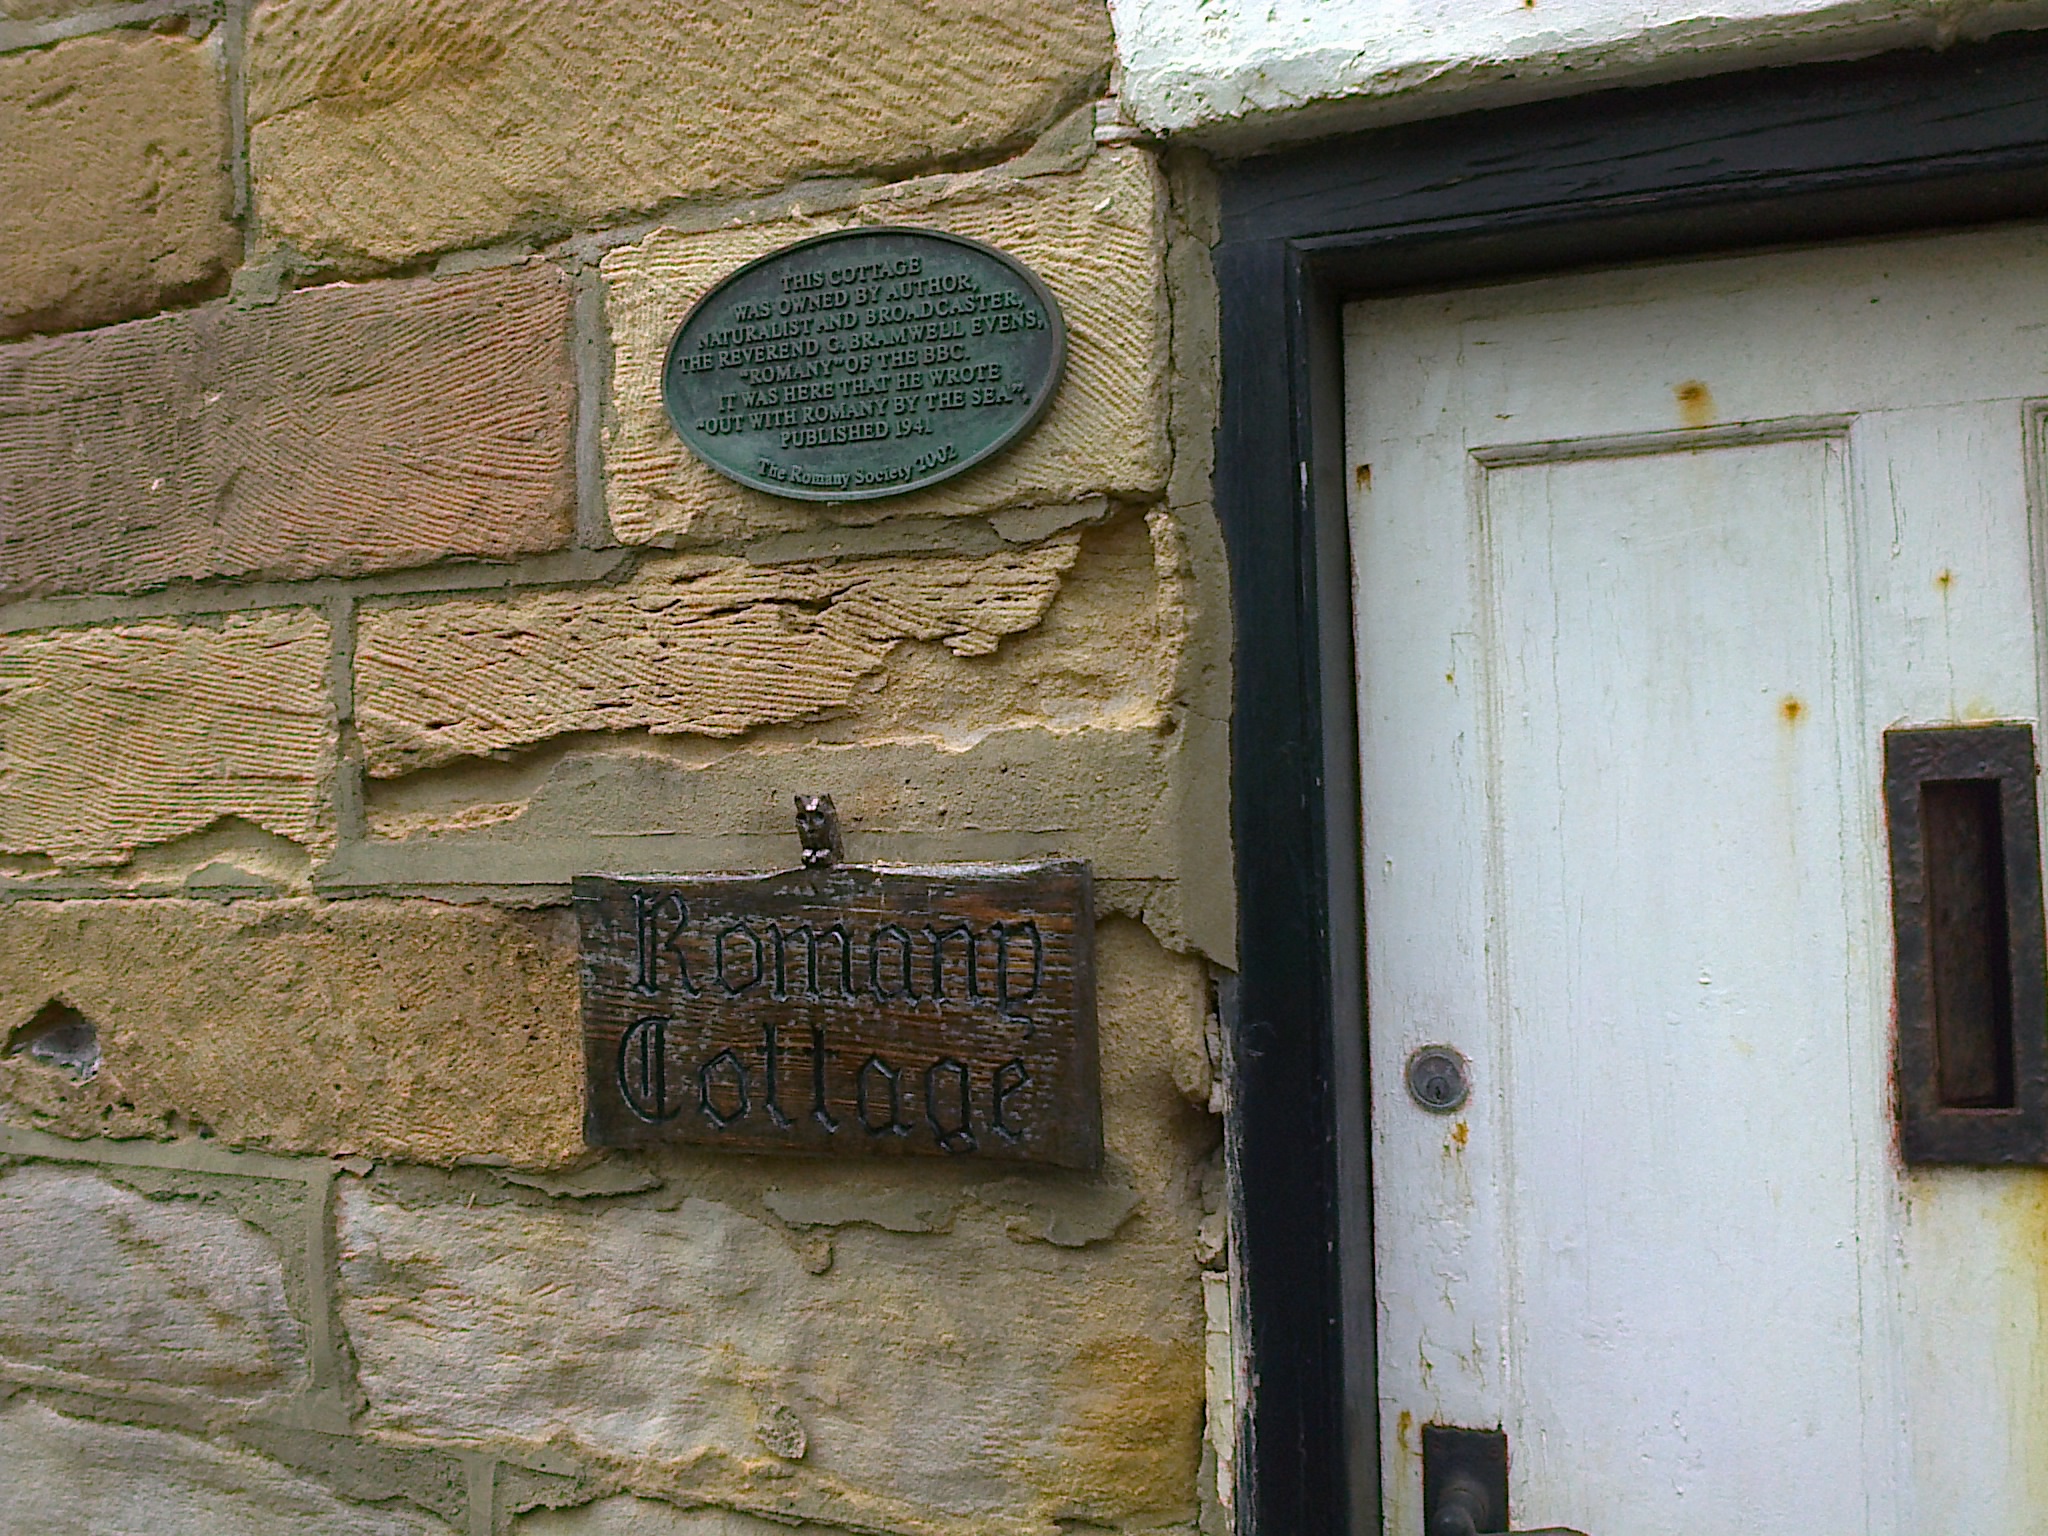 THIS COTTAGE
WAS OWNED BY AUTHOR,
NATURALIST AND BROADCASTER,
THE REVEREND G. BRAMWELL EVENS,
"ROMANY" OF THE BBC.
IT WAS HERE THAT HE WROTE
"OUT WITH ROMANY BY THE SEA",
PUBLISHED 1941
The Romany Society 2002
Romany
Cottage